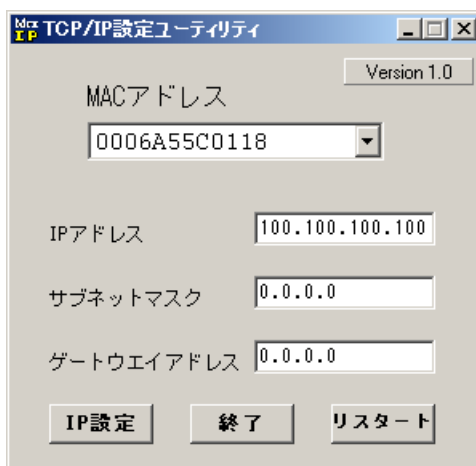 Mac IP TCP/IP設定ユーティリティ
Version 1.0
MACアドレス
0006A55C0118
IPアドレス 100.100.100.100
サブネットマスク 0.0.0.0
ゲートウエイアドレス 0.0.0.0
IP設定 終了 リスタート